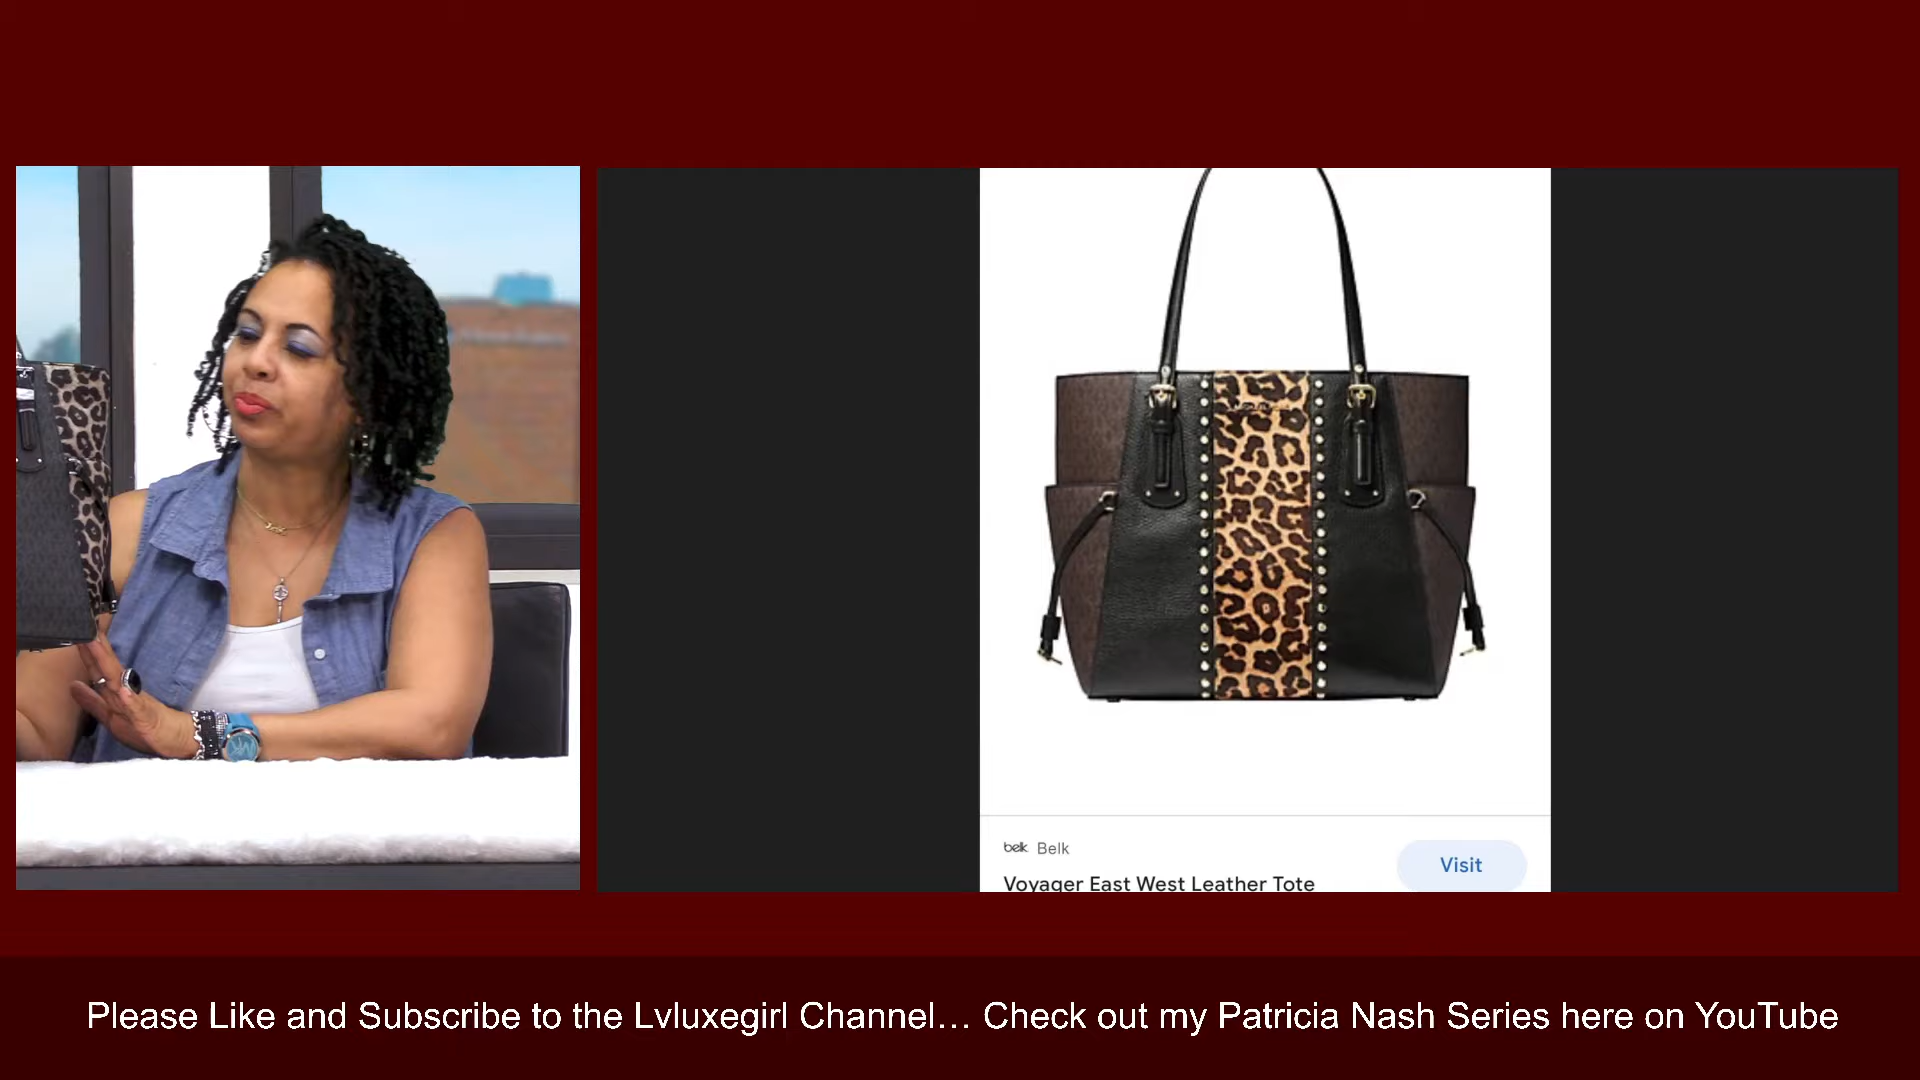 belk Belk
Visit
Voyager East West Leather Tote
Please Like and Subscribe to the Lvluxegirl Channel... Check out my Patricia Nash Series here on YouTube